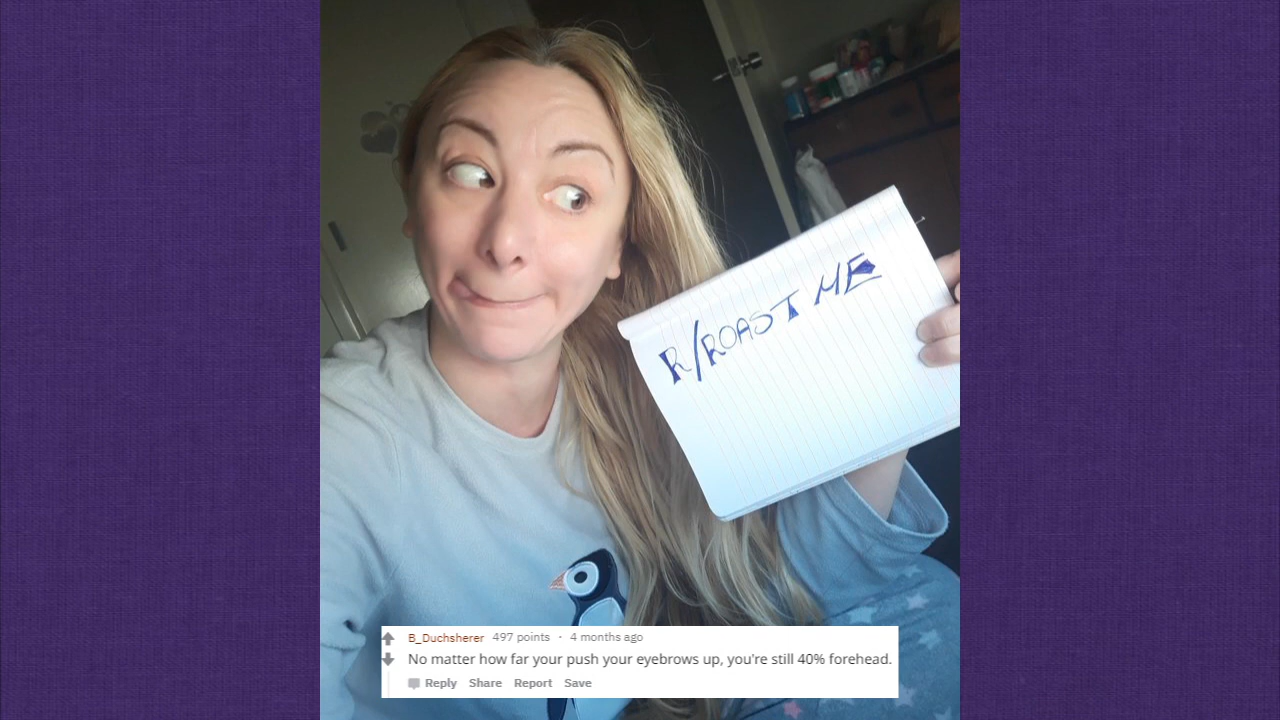 R/ROAST ME
B_Duchsherer 497 points · 4 months ago
No matter how far your push your eyebrows up, you're still 40% forehead.
Reply Share Report Save